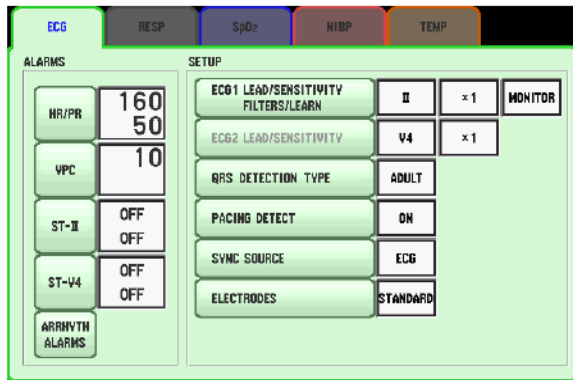 ECG RESP SpO2 NIBP TEMP
ALARMS
HR/PR 160
50
VPC 10
ST-II OFF
OFF
ST-V4 OFF
OFF
ARRHYTH
ALARMS
SETUP
ECG1 LEAD/SENSITIVITY
FILTERS/LEARN II ×1 MONITOR
ECG2 LEAD/SENSITIVITY V4 ×1
QRS DETECTION TYPE ADULT
PACING DETECT ON
SYNC SOURCE ECG
ELECTRODES STANDARD